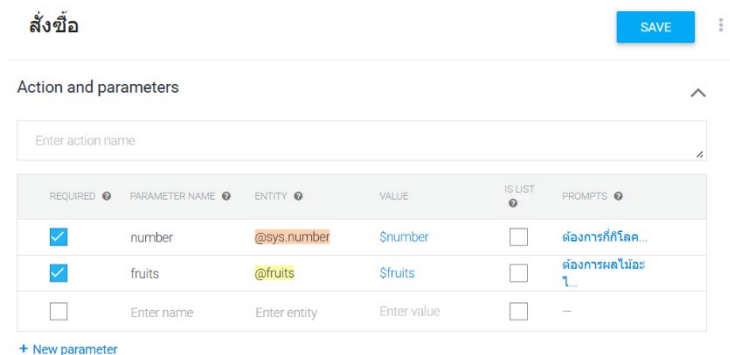 สั่งซื้อ
SAVE
Action and parameters
Enter action name
REQUIRED PARAMETER NAME ENTITY VALUE IS LIST PROMPTS
number @sys.number $number ต้องการกี่กิโลค...
fruits @fruits $fruits ต้องการผลไม้อะ
ไ...
Enter name Enter entity Enter value –
+ New parameter